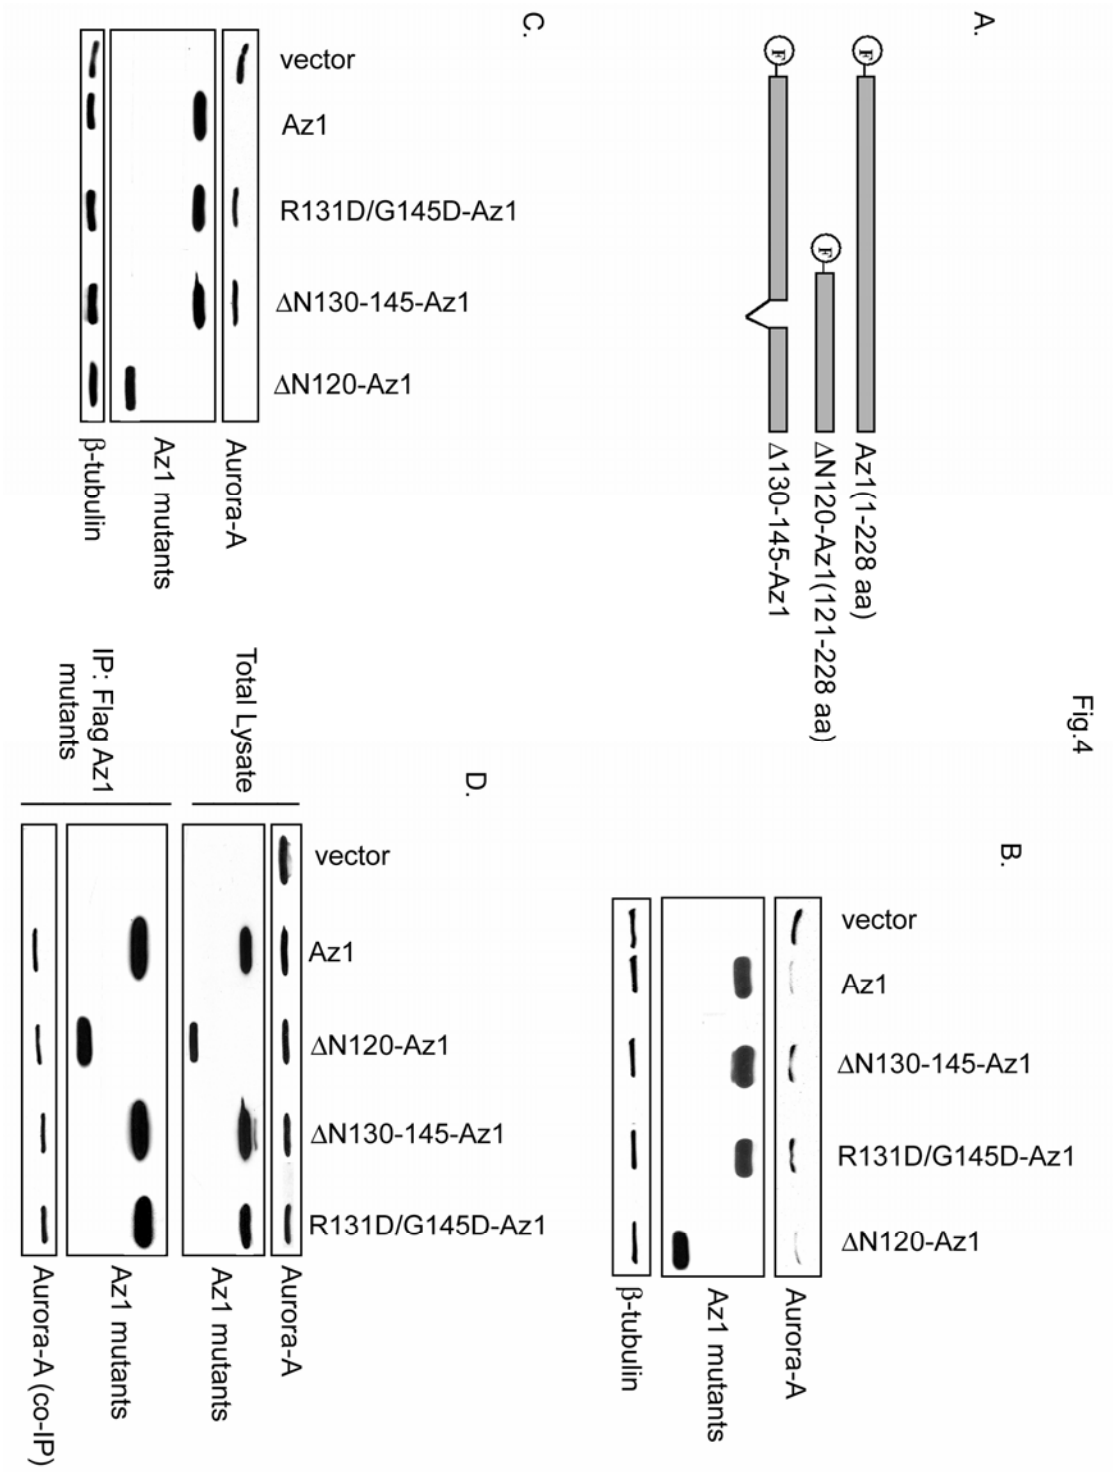 Fig.4
A.
F
Az1(1-228 aa)
F
ΔN120-Az1(121-228 aa)
F
Δ130-145-Az1
B.
vector
Az1
ΔN130-145-Az1
R131D/G145D-Az1
ΔN120-Az1
Aurora-A
Az1 mutants
β-tubulin
C.
vector
Az1
R131D/G145D-Az1
ΔN130-145-Az1
ΔN120-Az1
Aurora-A
Az1 mutants
β-tubulin
D.
vector
Az1
ΔN120-Az1
ΔN130-145-Az1
R131D/G145D-Az1
Total Lysate
Aurora-A
Az1 mutants
IP: Flag Az1
mutants
Az1 mutants
Aurora-A (co-IP)